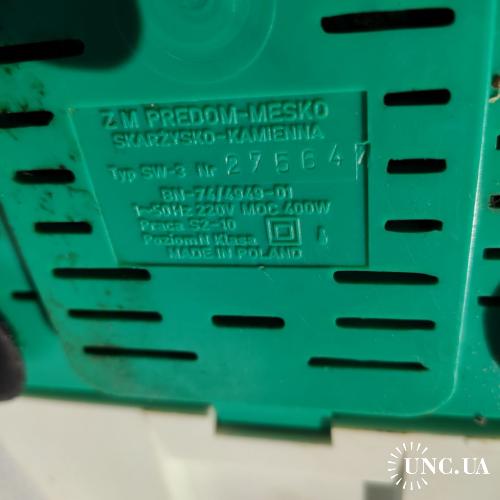 ZM PREDOM-MESKO
SKARŻYSKO-KAMIENNA
Typ SW-3 Nr 27564
BN-74/4949-01
1~50Hz 220V MOC 400W
Praca S2-10
Poziom N Klasa
MADE IN POLAND
UNC.UA